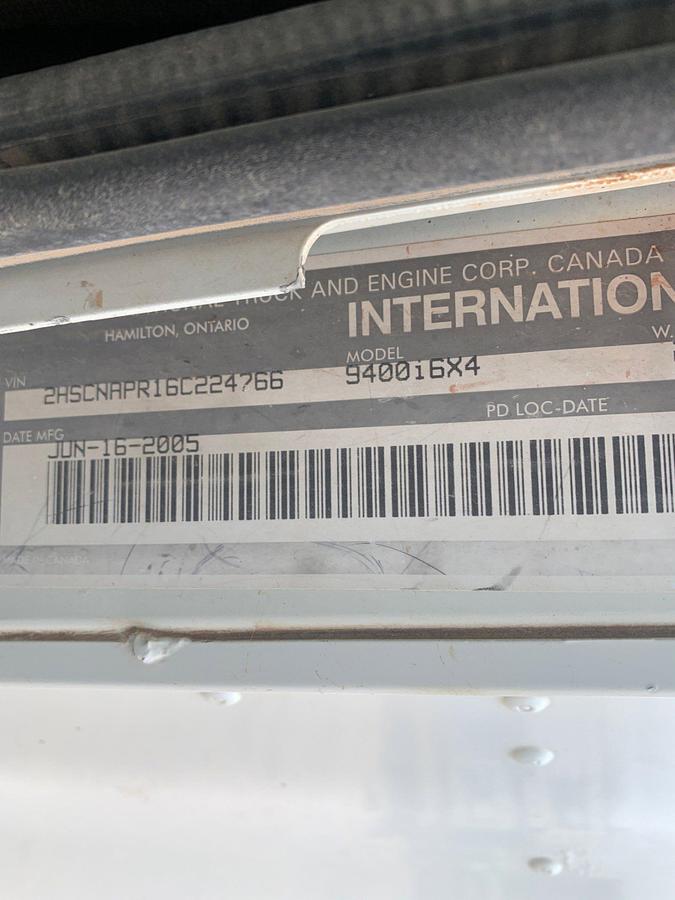 TRUCK AND ENGINE CORP. CANADA
HAMILTON, ONTARIO
INTERNATION
VIN
2HSCNAPR16C224766
MODEL
9400i6X4
W.
DATE MFG
JUN-16-2005
PD LOC-DATE